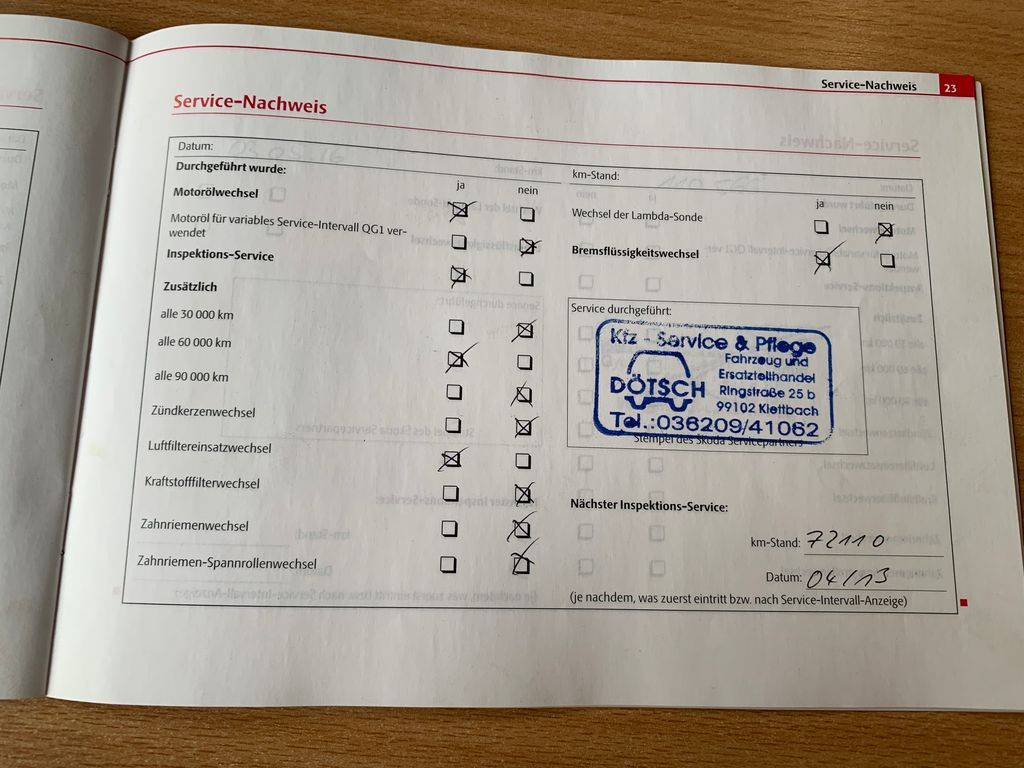 Service-Nachweis 23
Service-Nachweis
Datum:
km-Stand:
Durchgeführt wurde:
ja nein
Motorölwechsel
Motoröl für variables Service-Intervall QG1 ver-
wendet
Inspektions-Service
Zusätzlich
alle 30 000 km
alle 60 000 km
alle 90 000 km
Zündkerzenwechsel
Luftfiltereinsatzwechsel
Kraftstofffilterwechsel
Zahnriemenwechsel
Zahnriemen-Spannrollenwechsel
ja nein
Wechsel der Lambda-Sonde
Bremsflüssigkeitswechsel
Service durchgeführt:
Kfz - Service & Pflege
Fahrzeug und
Ersatzteilhandel
DÖTSCH
Ringstraße 25 b
99102 Klettbach
Tel.:036209/41062
Stempel des Skoda Servicepartners
Nächster Inspektions-Service:
km-Stand: 72110
Datum: 04/13
(je nachdem, was zuerst eintritt bzw. nach Service-Intervall-Anzeige)